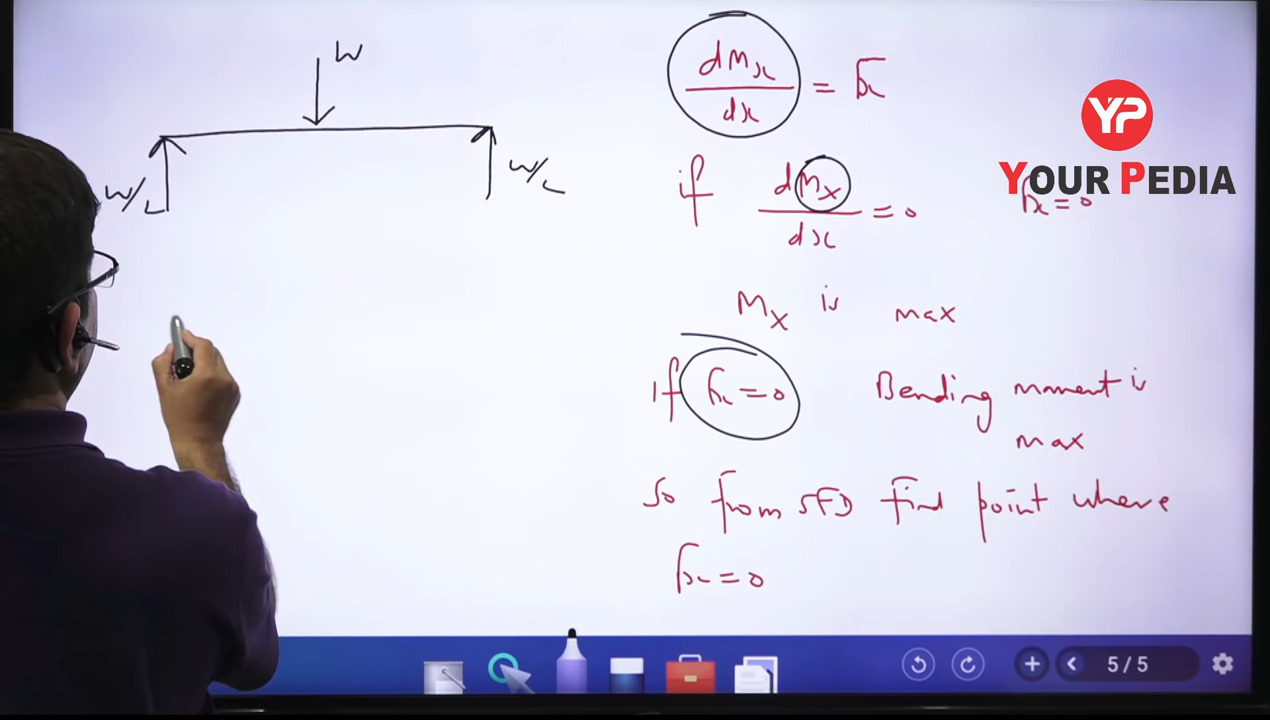 W
W/2
W/2
dMx/dx = Fx
if dMx/dx = 0 Fx = 0
Mx is max
If Fx = 0 Bending moment is
max
So from SFD find point where
Fx = 0
YP
YOUR PEDIA
5 / 5